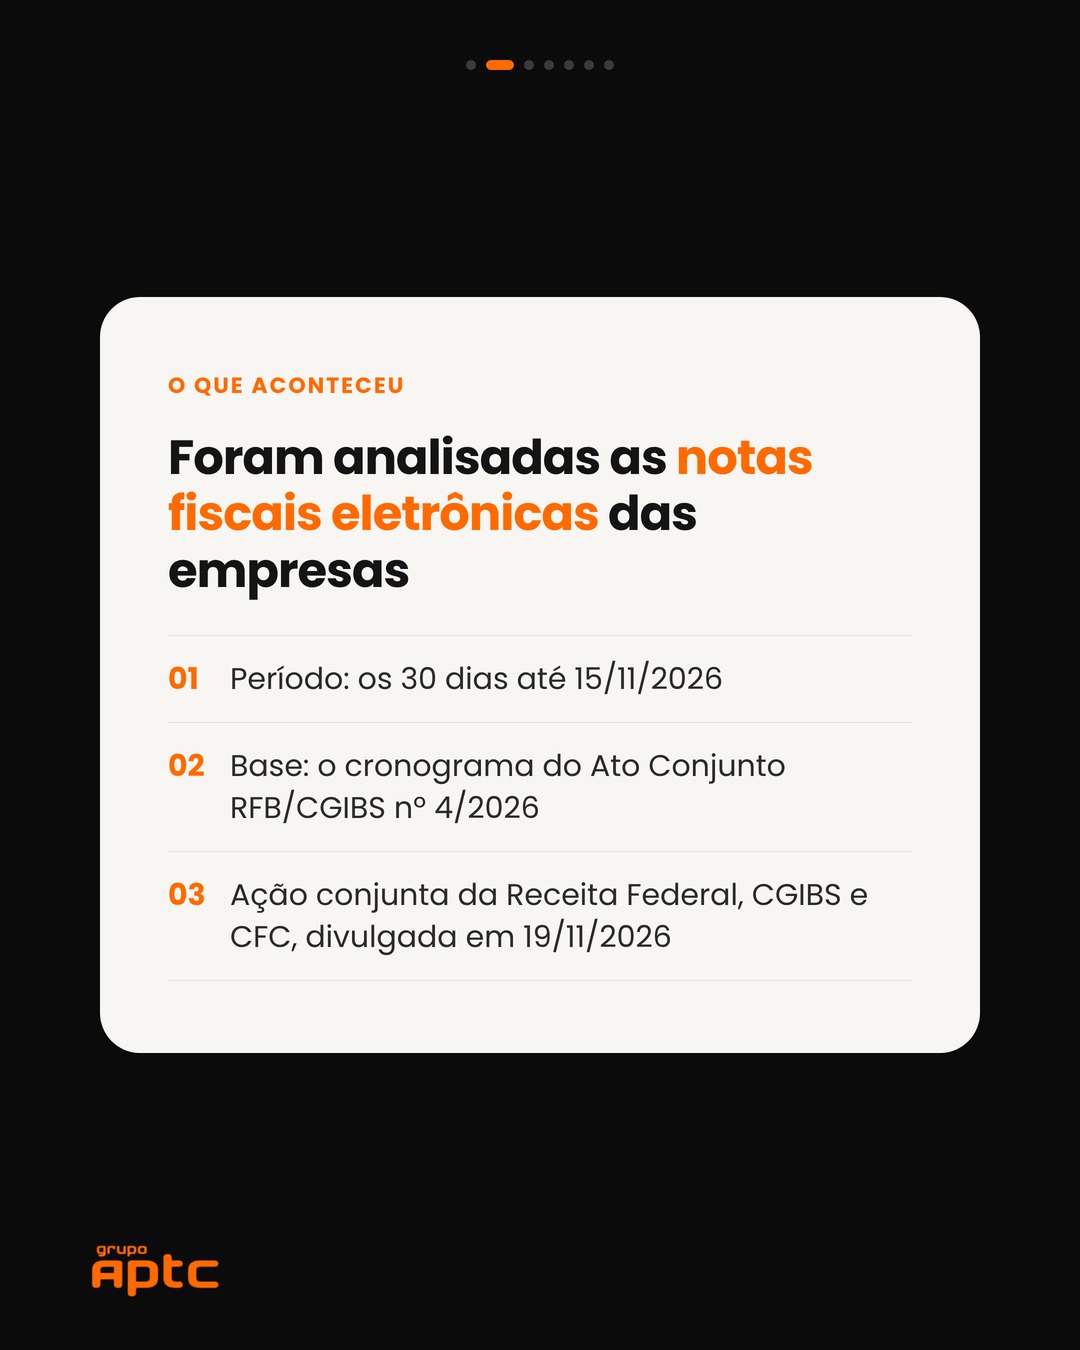 O QUE ACONTECEU
Foram analisadas as notas
fiscais eletrônicas das
empresas
01 Período: os 30 dias até 15/11/2026
02 Base: o cronograma do Ato Conjunto
RFB/CGIBS nº 4/2026
03 Ação conjunta da Receita Federal, CGIBS e
CFC, divulgada em 19/11/2026
grupo
Aptc